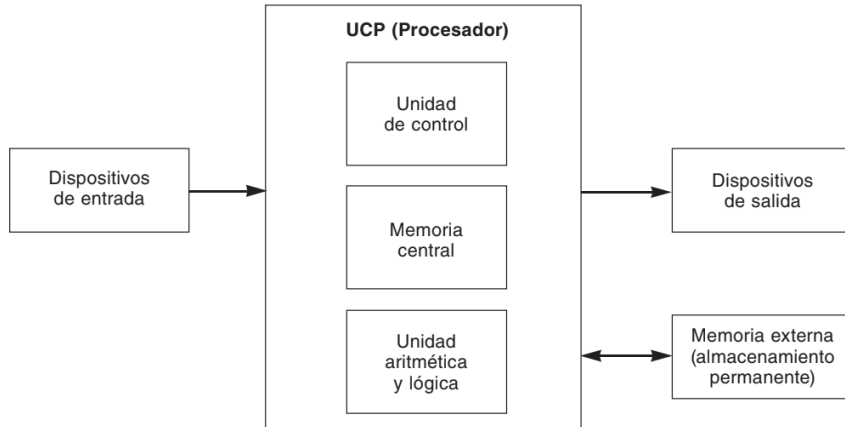 UCP (Procesador)
Unidad
de control
Dispositivos
de entrada
Memoria
central
Dispositivos
de salida
Unidad
aritmética
y lógica
Memoria externa
(almacenamiento
permanente)